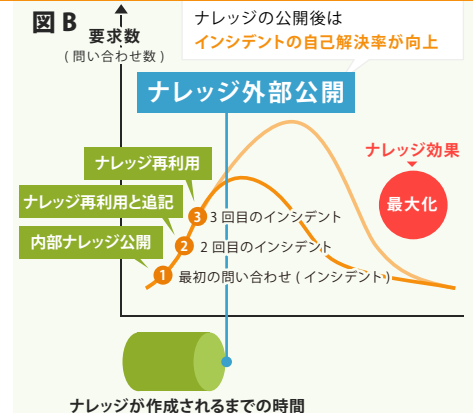 図 B
要求数
( 問い合わせ数 )
ナレッジの公開後は
インシデントの自己解決率が向上
ナレッジ外部公開
ナレッジ再利用
ナレッジ効果
ナレッジ再利用と追記
最大化
3 3 回目のインシデント
内部ナレッジ公開
2 2 回目のインシデント
1 最初の問い合わせ ( インシデント )
ナレッジが作成されるまでの時間